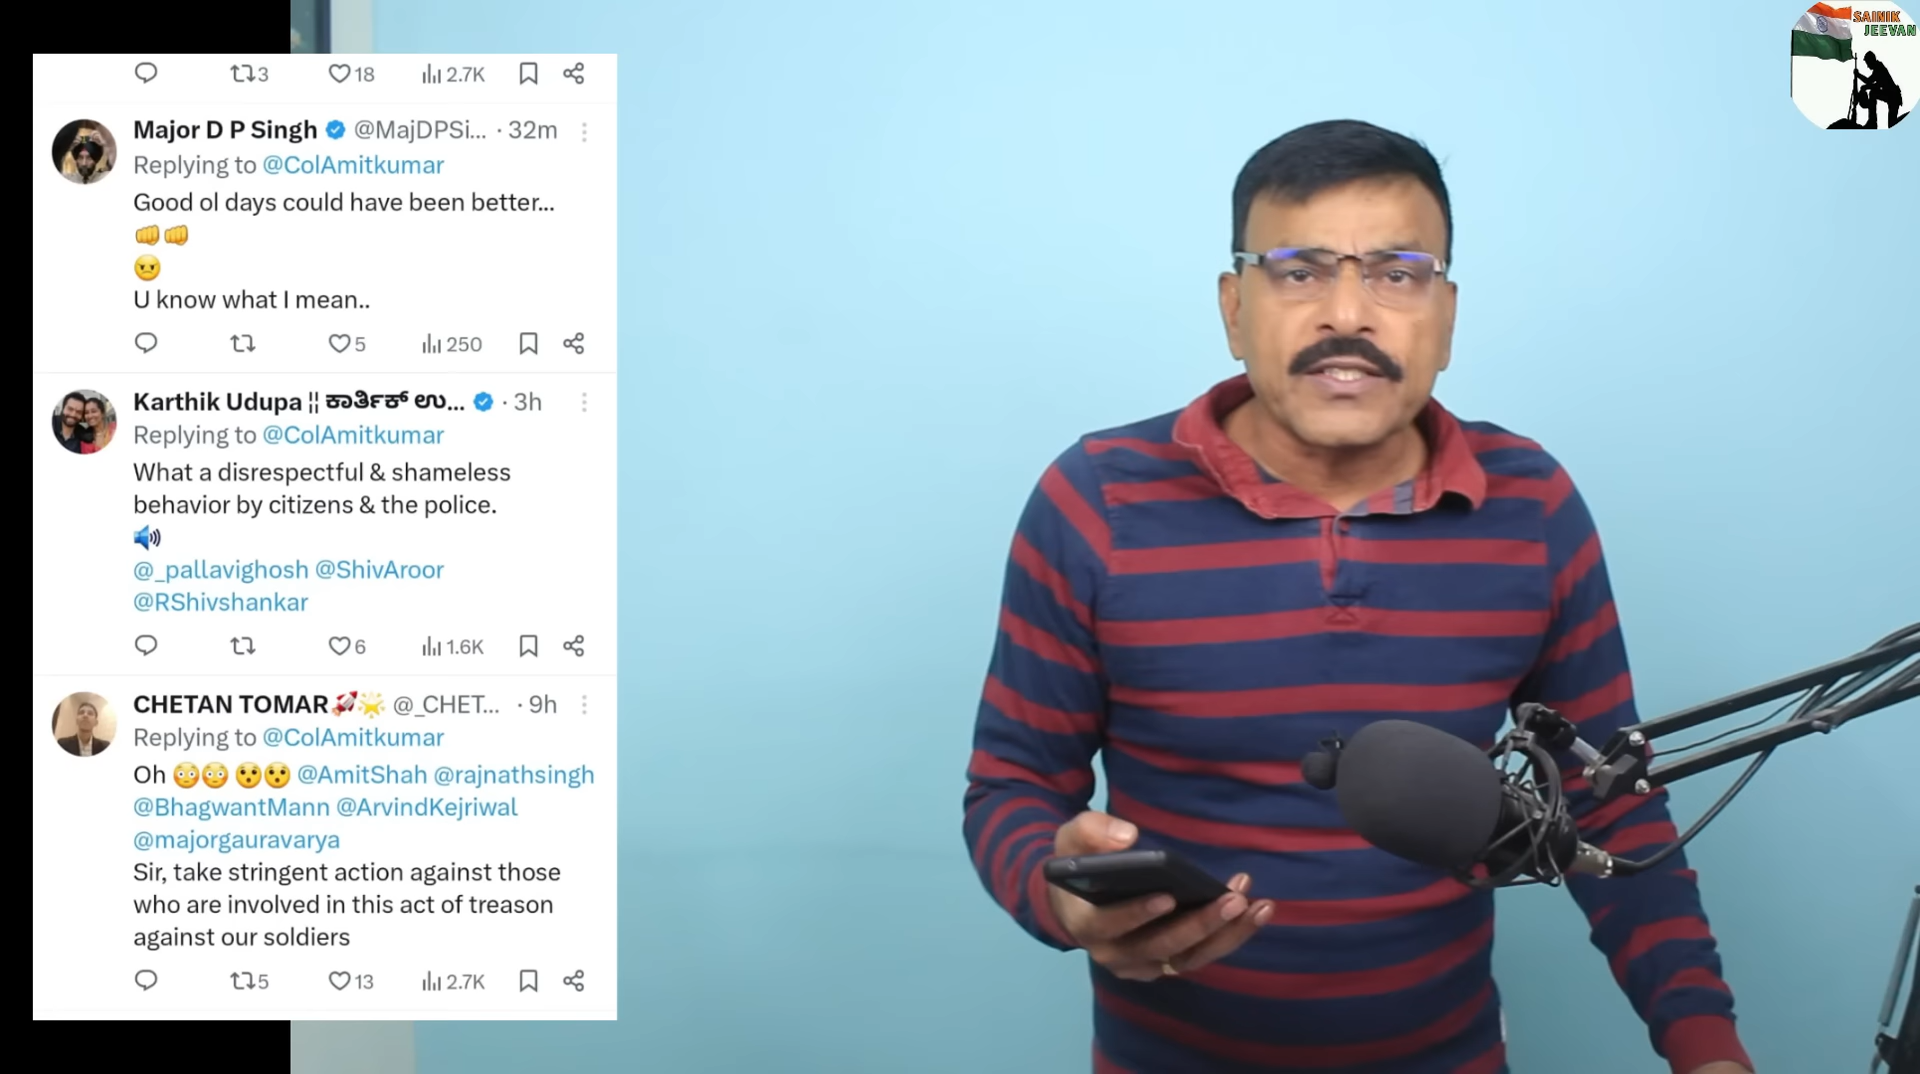 SAINIK
JEEVAN
3 18 2.7K
Major D P Singh @MajDPSi... · 32m
Replying to @ColAmitkumar
Good ol days could have been better...
👊👊
😠
U know what I mean..
5 250
Karthik Udupa ¦¦ ಕಾರ್ತಿಕ್ ಉ... · 3h
Replying to @ColAmitkumar
What a disrespectful & shameless
behavior by citizens & the police.
🔊
@_pallavighosh @ShivAroor
@RShivshankar
6 1.6K
CHETAN TOMAR🚀🌟 @_CHET... · 9h
Replying to @ColAmitkumar
Oh 😳😳 😯😯 @AmitShah @rajnathsingh
@BhagwantMann @ArvindKejriwal
@majorgauravarya
Sir, take stringent action against those
who are involved in this act of treason
against our soldiers
5 13 2.7K